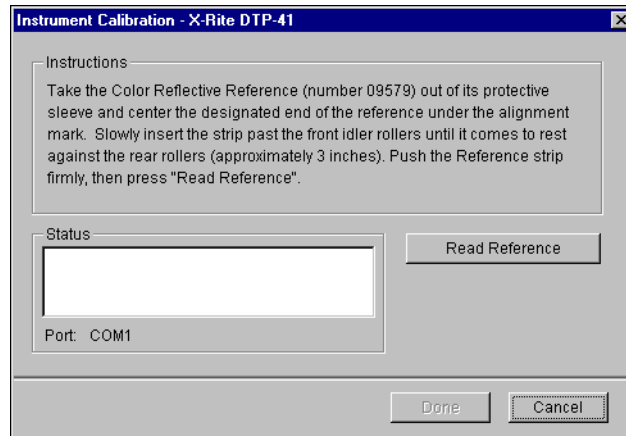 Instrument Calibration - X-Rite DTP-41
Instructions
Take the Color Reflective Reference (number 09579) out of its protective
sleeve and center the designated end of the reference under the alignment
mark. Slowly insert the strip past the front idler rollers until it comes to rest
against the rear rollers (approximately 3 inches). Push the Reference strip
firmly, then press "Read Reference".
Status
Read Reference
Port: COM1
Done
Cancel